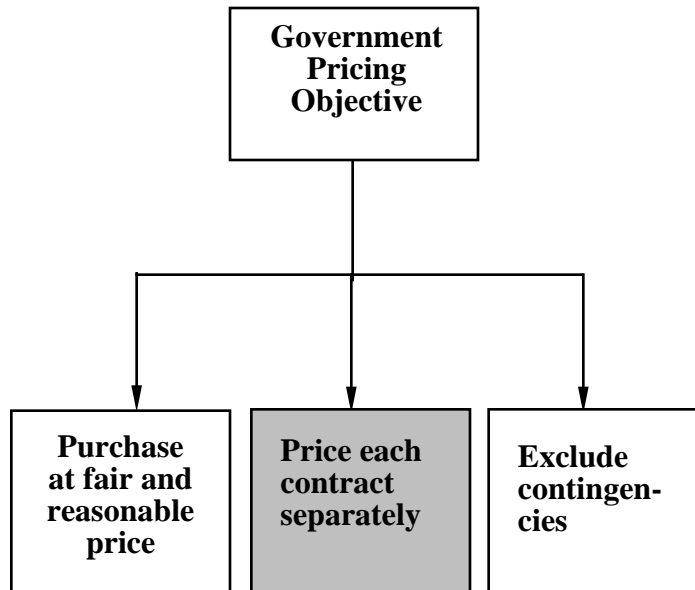 Government
Pricing
Objective
Purchase
at fair and
reasonable
price
Price each
contract
separately
Exclude
contingen-
cies